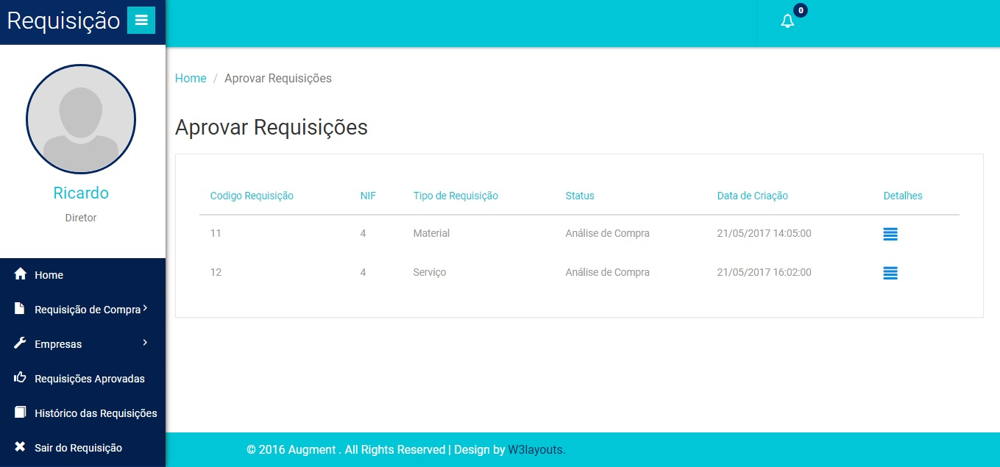 Requisição
0
Ricardo
Diretor
Home
Requisição de Compra
Empresas
Requisições Aprovadas
Histórico das Requisições
Sair do Requisição
Home / Aprovar Requisições
Aprovar Requisições
Codigo Requisição NIF Tipo de Requisição Status Data de Criação Detalhes
11 4 Material Análise de Compra 21/05/2017 14:05:00
12 4 Serviço Análise de Compra 21/05/2017 16:02:00
© 2016 Augment . All Rights Reserved | Design by W3layouts.